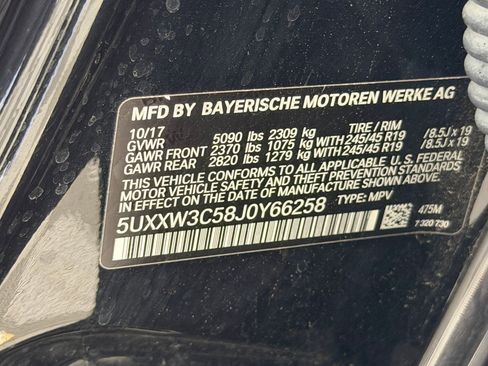 MFD BY BAYERISCHE MOTOREN WERKE AG
10/17 TIRE / RIM
GVWR 5090 lbs 2309 kg
GAWR FRONT 2370 lbs 1075 kg WITH 245/45 R19 /8.5J x 19
GAWR REAR 2820 lbs 1279 kg WITH 245/45 R19 /8.5J x 19
THIS VEHICLE CONFORMS TO ALL APPLICABLE U.S. FEDERAL
MOTOR VEHICLE SAFETY AND THEFT PREVENTION STANDARDS
IN EFFECT ON THE DATE OF MANUFACTURE SHOWN ABOVE.
5UXXW3C58J0Y66258 TYPE: MPV
475M
7 320 730